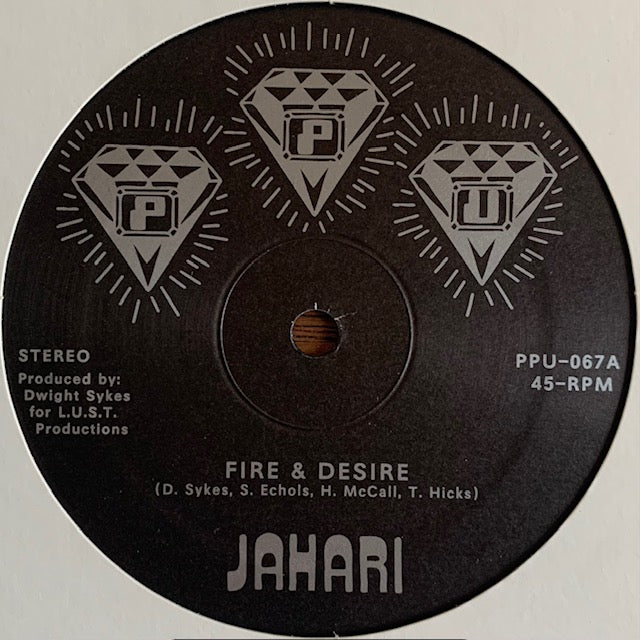 P
P
U
STEREO
Produced by:
Dwight Sykes
for L.U.S.T.
Productions
PPU-067A
45-RPM
FIRE & DESIRE
(D. Sykes, S. Echols, H. McCall, T. Hicks)
JAHARI